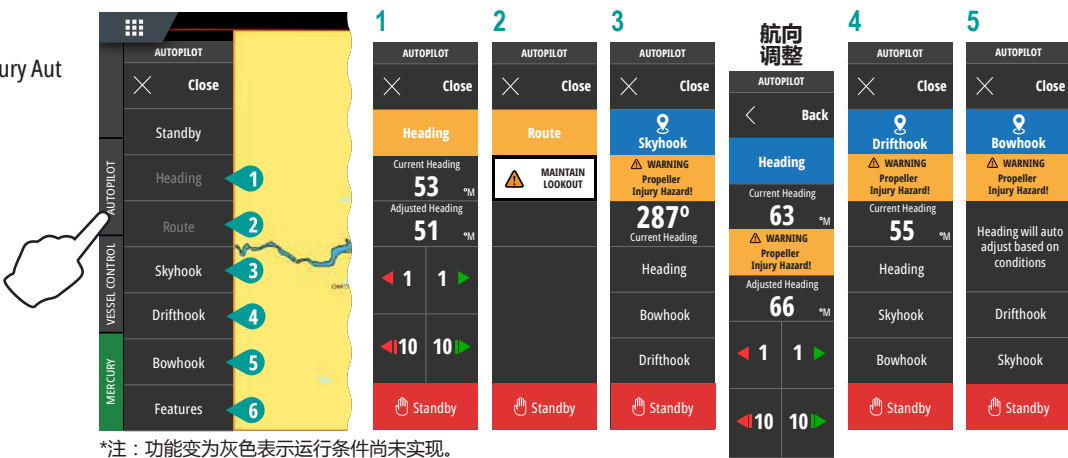 ury Aut
AUTOPILOT
VESSEL CONTROL
MERCURY
AUTOPILOT
Close
Standby
Heading
1
Route
2
Skyhook
3
Drifthook
4
Bowhook
5
Features
6
1
AUTOPILOT
Close
Heading
Current Heading
53 °M
Adjusted Heading
51 °M
1 1
10 10
Standby
2
AUTOPILOT
Close
Route
MAINTAIN
LOOKOUT
Standby
3
AUTOPILOT
Close
Skyhook
WARNING
Propeller
Injury Hazard!
287°
Current Heading
Heading
Bowhook
Drifthook
Standby
航向
调整
AUTOPILOT
Back
Heading
Current Heading
63 °M
WARNING
Propeller
Injury Hazard!
Adjusted Heading
66 °M
1 1
10 10
4
AUTOPILOT
Close
Drifthook
WARNING
Propeller
Injury Hazard!
Current Heading
55 °M
Heading
Skyhook
Bowhook
Standby
5
AUTOPILOT
Close
Bowhook
WARNING
Propeller
Injury Hazard!
Heading will auto
adjust based on
conditions
Drifthook
Skyhook
Standby
*注：功能变为灰色表示运行条件尚未实现。